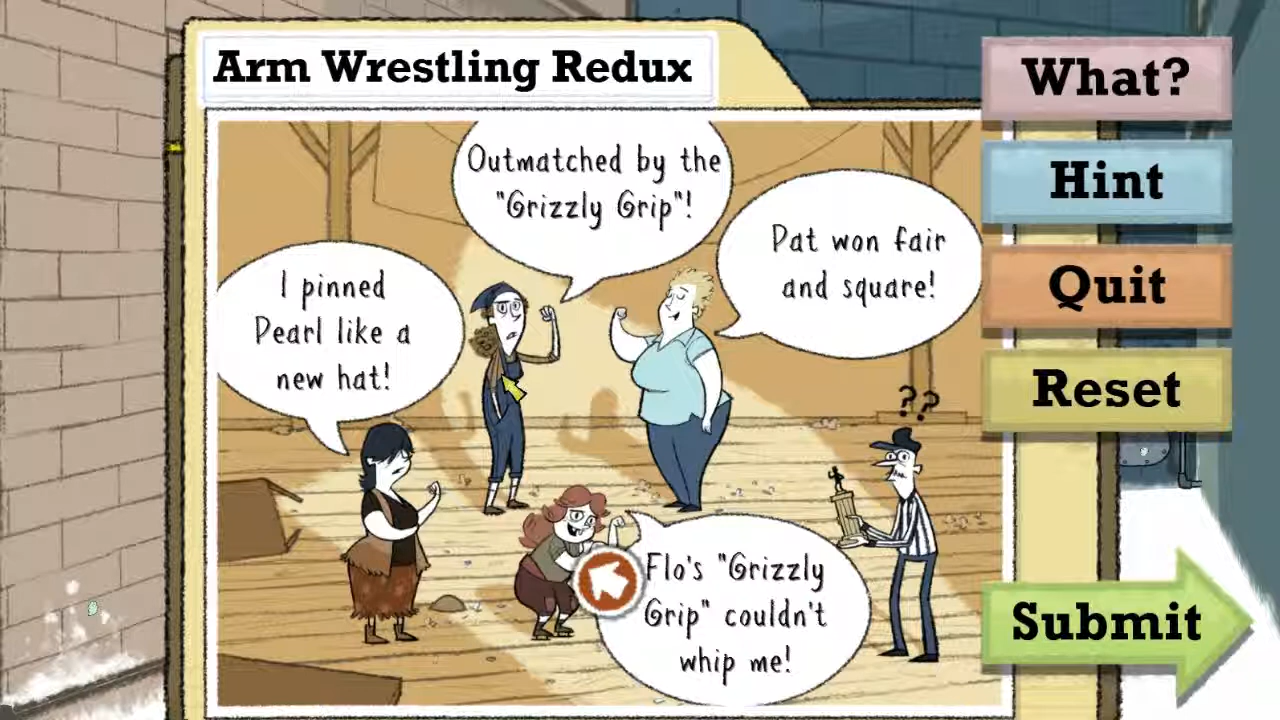 Arm Wrestling Redux
What?
Hint
Quit
Reset
Submit
Outmatched by the
"Grizzly Grip"!
Pat won fair
and square!
I pinned
Pearl like a
new hat!
??
Flo's "Grizzly
Grip" couldn't
whip me!